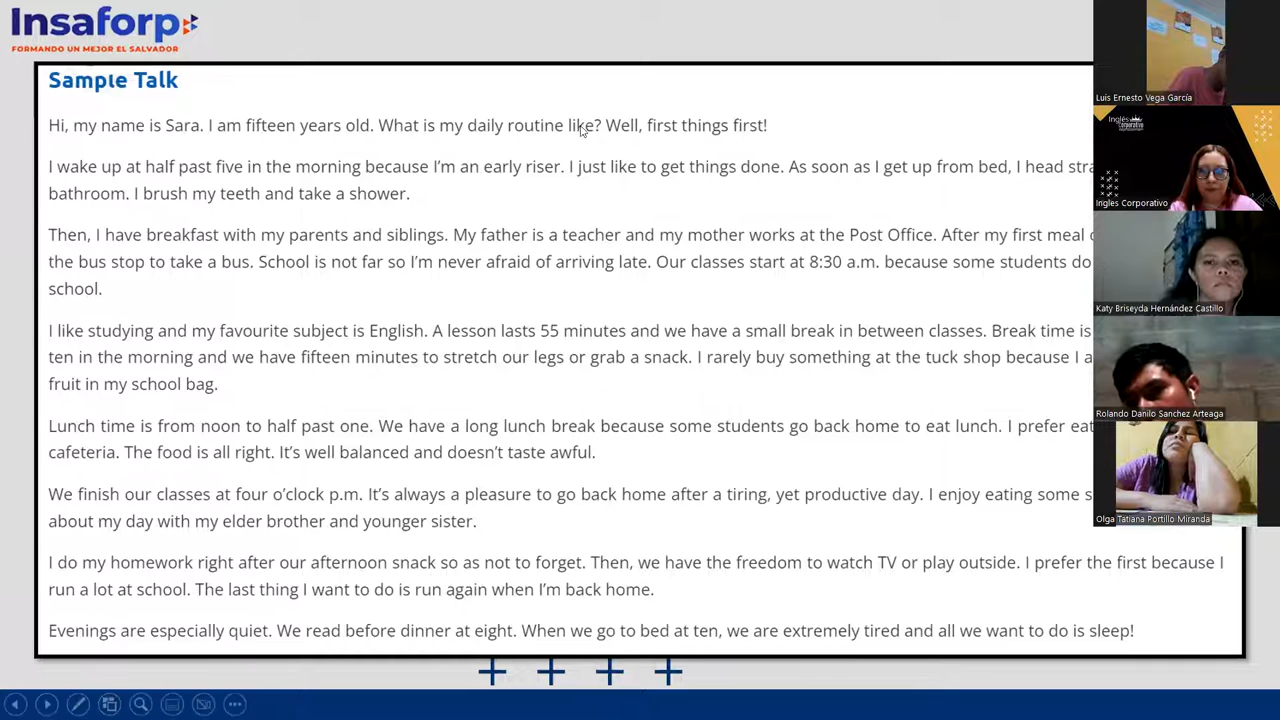 Insaforp
FORMANDO UN MEJOR EL SALVADOR
Sample Talk
Hi, my name is Sara. I am fifteen years old. What is my daily routine like? Well, first things first!
I wake up at half past five in the morning because I'm an early riser. I just like to get things done. As soon as I get up from bed, I head
bathroom. I brush my teeth and take a shower.
Then, I have breakfast with my parents and siblings. My father is a teacher and my mother works at the Post Office. After my first meal
the bus stop to take a bus. School is not far so I'm never afraid of arriving late. Our classes start at 8:30 a.m. because some students do
school.
I like studying and my favourite subject is English. A lesson lasts 55 minutes and we have a small break in between classes. Break time is
ten in the morning and we have fifteen minutes to stretch our legs or grab a snack. I rarely buy something at the tuck shop because I
fruit in my school bag.
Lunch time is from noon to half past one. We have a long lunch break because some students go back home to eat lunch. I prefer
cafeteria. The food is all right. It's well balanced and doesn't taste awful.
We finish our classes at four o'clock p.m. It's always a pleasure to go back home after a tiring, yet productive day. I enjoy eating some
about my day with my elder brother and younger sister.
I do my homework right after our afternoon snack so as not to forget. Then, we have the freedom to watch TV or play outside. I prefer the first because I
run a lot at school. The last thing I want to do is run again when I'm back home.
Evenings are especially quiet. We read before dinner at eight. When we go to bed at ten, we are extremely tired and all we want to do is sleep!
Luis Ernesto Vega García
Inglés
Corporativo
Ingles Corporativo
Katy Briseyda Hernández Castillo
Rolando Danilo Sanchez Arteaga
Olga Tatiana Portillo Miranda